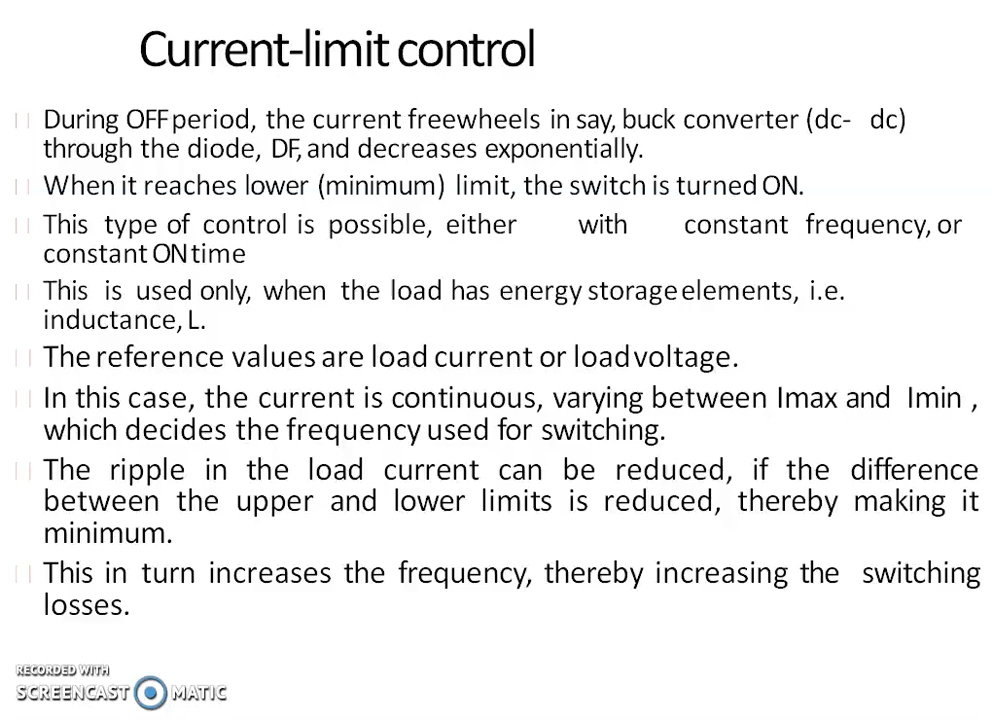 Current-limit control
During OFF period, the current freewheels in say, buck converter (dc- dc)
through the diode, DF, and decreases exponentially.
When it reaches lower (minimum) limit, the switch is turned ON.
This type of control is possible, either with constant frequency, or
constant ON time
This is used only, when the load has energy storage elements, i.e.
inductance, L.
The reference values are load current or load voltage.
In this case, the current is continuous, varying between Imax and Imin ,
which decides the frequency used for switching.
The ripple in the load current can be reduced, if the difference
between the upper and lower limits is reduced, thereby making it
minimum.
This in turn increases the frequency, thereby increasing the switching
losses.
RECORDED WITH
SCREENCAST MATIC